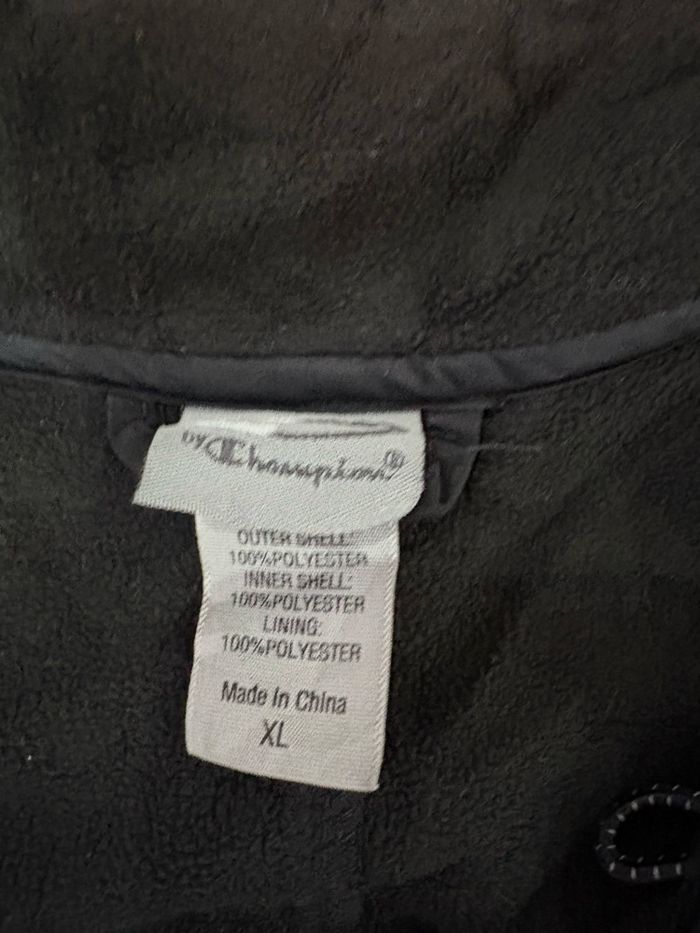 by Champion®
OUTER SHELL:
100%POLYESTER
INNER SHELL:
100%POLYESTER
LINING:
100%POLYESTER
Made In China
XL